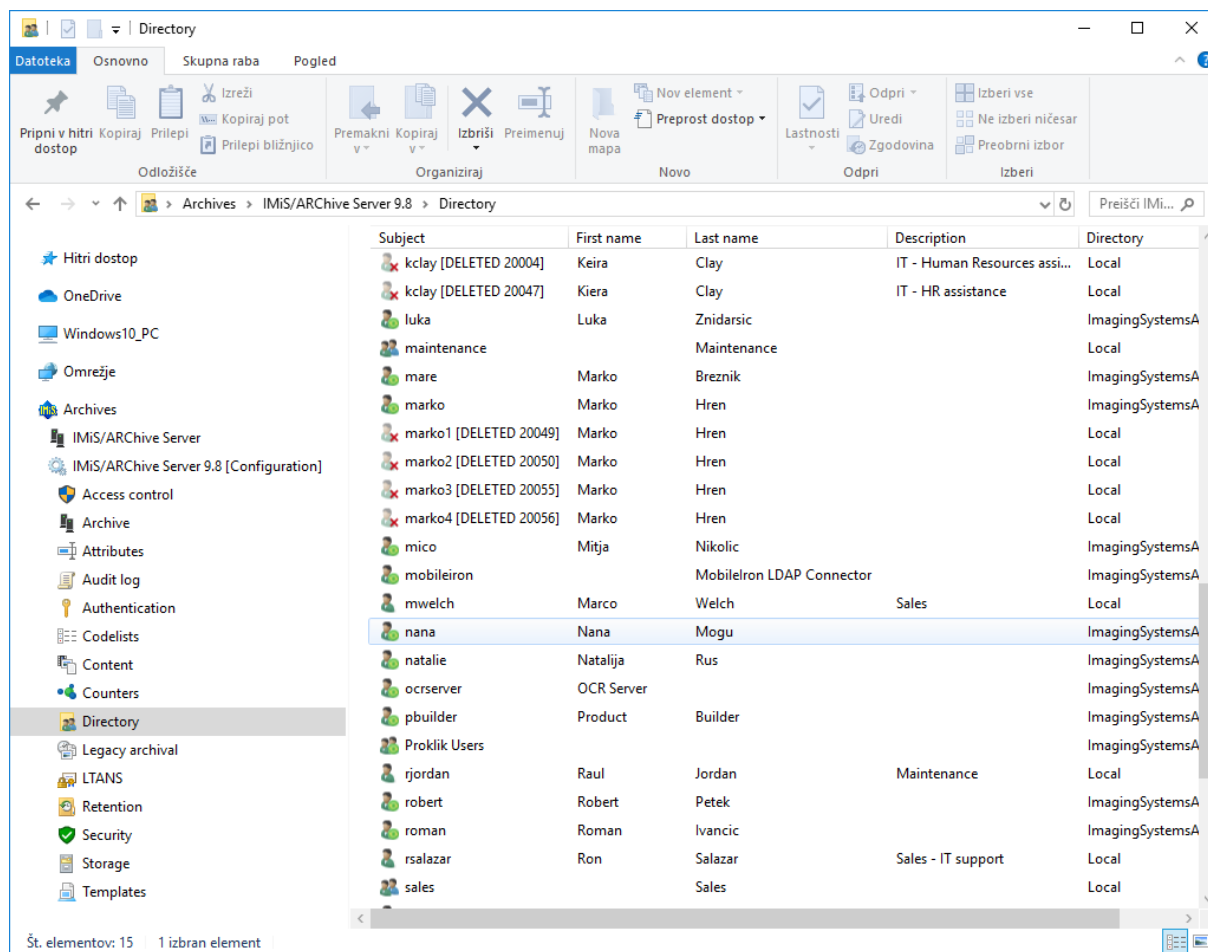 Directory
Datoteka Osnovno Skupna raba Pogled
Pripni v hitri dostop
Kopiraj
Prilepi
Izreži
Kopiraj pot
Prilepi bližnjico
Odložišče
Premakni v
Kopiraj v
Izbriši
Preimenuj
Organiziraj
Nova mapa
Nov element
Preprost dostop
Novo
Lastnosti
Odpri
Uredi
Zgodovina
Odpri
Izberi vse
Ne izberi ničesar
Preobrni izbor
Izberi
Archives > IMiS/ARChive Server 9.8 > Directory
Preišči IMi...
Hitri dostop
OneDrive
Windows10_PC
Omrežje
Archives
IMiS/ARChive Server
IMiS/ARChive Server 9.8 [Configuration]
Access control
Archive
Attributes
Audit log
Authentication
Codelists
Content
Counters
Directory
Legacy archival
LTANS
Retention
Security
Storage
Templates
Subject First name Last name Description Directory
kclay [DELETED 20004] Keira Clay IT - Human Resources assi... Local
kclay [DELETED 20047] Kiera Clay IT - HR assistance Local
luka Luka Znidarsic ImagingSystemsA
maintenance Maintenance Local
mare Marko Breznik ImagingSystemsA
marko Marko Hren ImagingSystemsA
marko1 [DELETED 20049] Marko Hren Local
marko2 [DELETED 20050] Marko Hren Local
marko3 [DELETED 20055] Marko Hren Local
marko4 [DELETED 20056] Marko Hren Local
mico Mitja Nikolic ImagingSystemsA
mobileiron MobileIron LDAP Connector ImagingSystemsA
mwelch Marco Welch Sales Local
nana Nana Mogu ImagingSystemsA
natalie Natalija Rus ImagingSystemsA
ocrserver OCR Server ImagingSystemsA
pbuilder Product Builder ImagingSystemsA
Proklik Users ImagingSystemsA
rjordan Raul Jordan Maintenance Local
robert Robert Petek ImagingSystemsA
roman Roman Ivancic ImagingSystemsA
rsalazar Ron Salazar Sales - IT support Local
sales Sales Local
Št. elementov: 15 1 izbran element